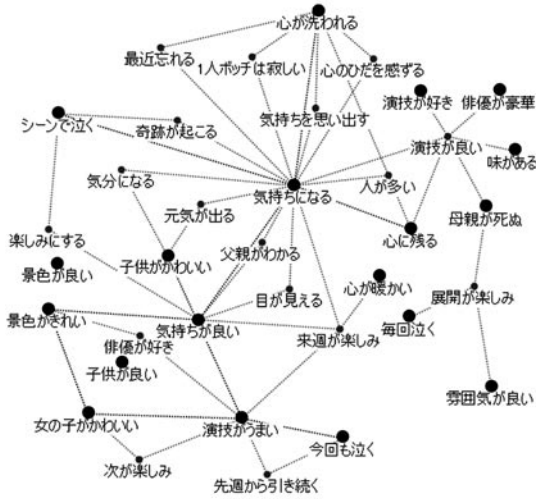 心が洗われる
最近忘れる
1人ボッチは寂しい
心のひだを感ずる
演技が好き
俳優が豪華
シーンで泣く
奇跡が起こる
気持ちを思い出す
演技が良い
味がある
気分になる
気持ちになる
人が多い
元気が出る
母親が死ぬ
楽しみにする
子供がかわいい
父親がわかる
心に残る
景色が良い
心が暖かい
目が見える
展開が楽しみ
景色がきれい
気持ちが良い
毎回泣く
俳優が好き
来週が楽しみ
子供が良い
雰囲気が良い
女の子がかわいい
演技がうまい
今回も泣く
次が楽しみ
先週から引き続く